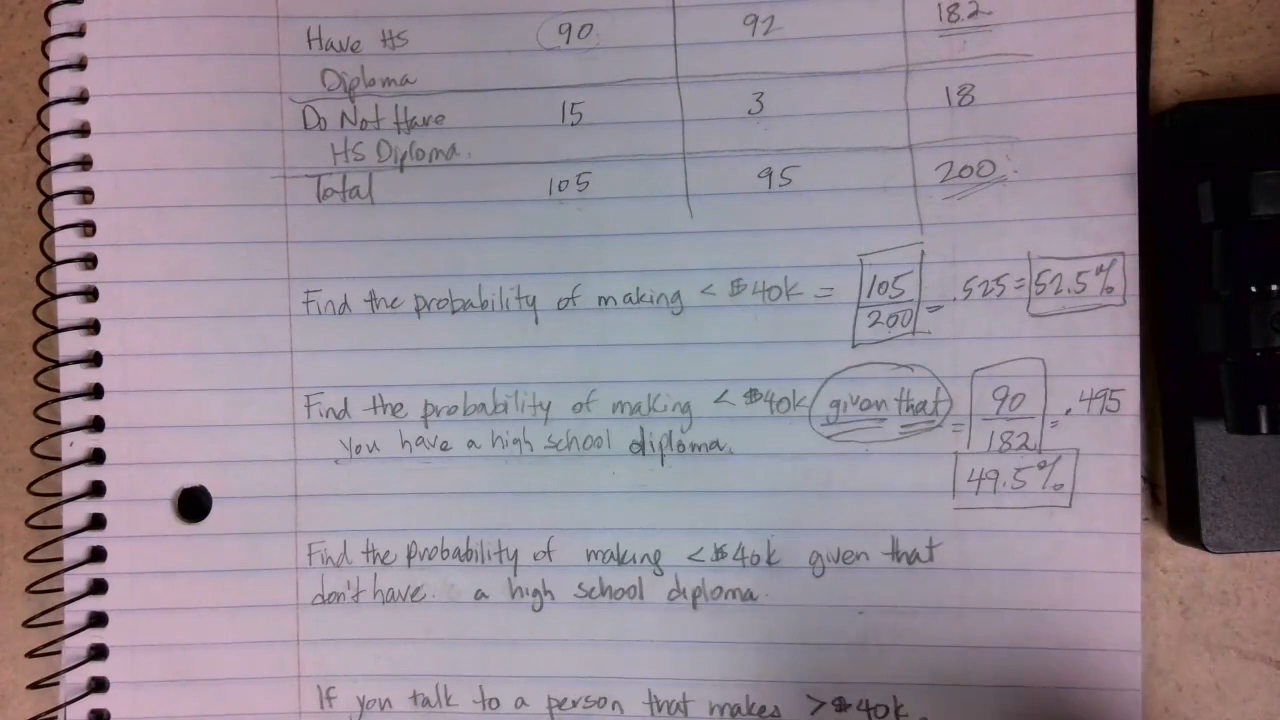 Have HS 90 92 182
Diploma
Do Not Have 15 3 18
HS Diploma.
Total 105 95 200
Find the probability of making < $40k = 105/200 = .525 = 52.5%
Find the probability of making < $40k given that = 90/182 = .495
you have a high school diploma. 49.5%
Find the probability of making < $40k given that
don't have a high school diploma.
If you talk to a person that makes > $40k,